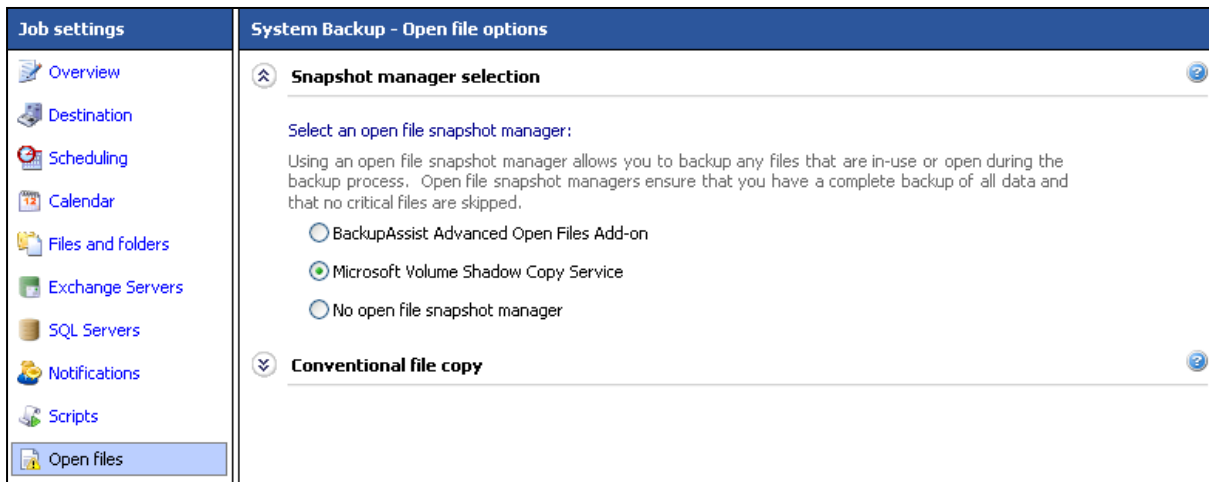 Job settings
Overview
Destination
Scheduling
Calendar
Files and folders
Exchange Servers
SQL Servers
Notifications
Scripts
Open files
System Backup - Open file options
Snapshot manager selection
Select an open file snapshot manager:
Using an open file snapshot manager allows you to backup any files that are in-use or open during the
backup process. Open file snapshot managers ensure that you have a complete backup of all data and
that no critical files are skipped.
BackupAssist Advanced Open Files Add-on
Microsoft Volume Shadow Copy Service
No open file snapshot manager
Conventional file copy